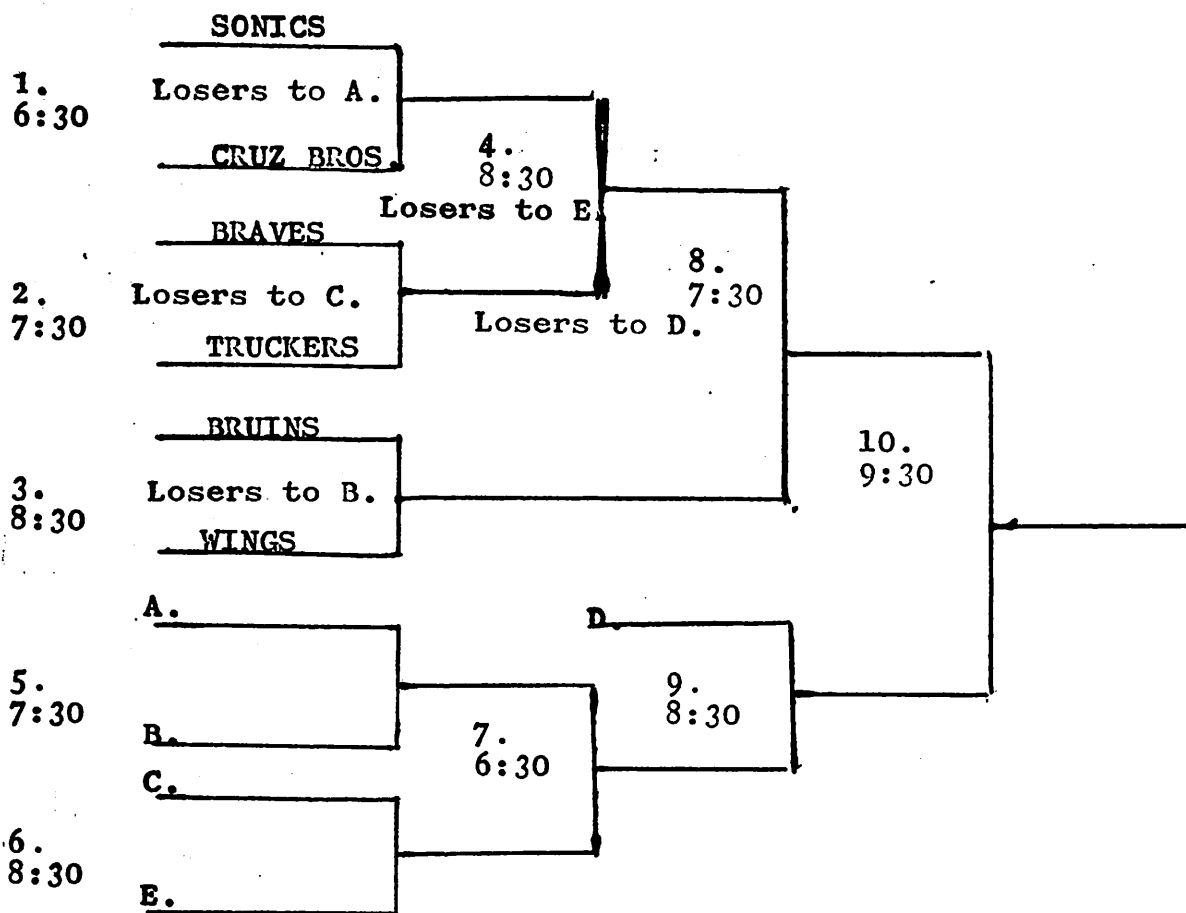 SONICS
1.
6:30
Losers to A.
CRUZ BROS.
4.
8:30
Losers to E.
BRAVES
2.
7:30
Losers to C.
TRUCKERS
8.
7:30
Losers to D.
BRUINS
3.
8:30
Losers to B.
WINGS
10.
9:30
A.
5.
7:30
B.
D.
9.
8:30
7.
6:30
C.
6.
8:30
E.